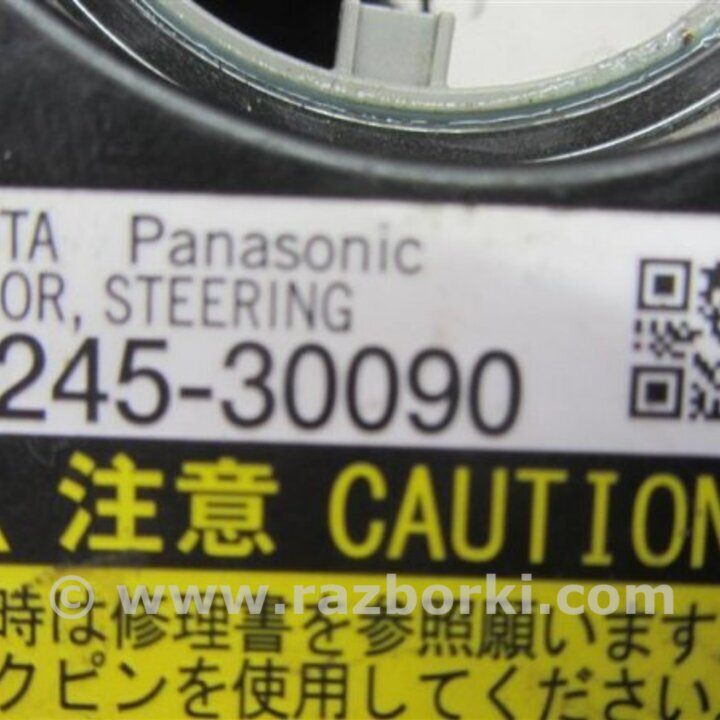 TA Panasonic
OR, STEERING
245-30090
注意 CAUTION
© www.razborki.com
時は修理書を参照願います
クピンを使用してください